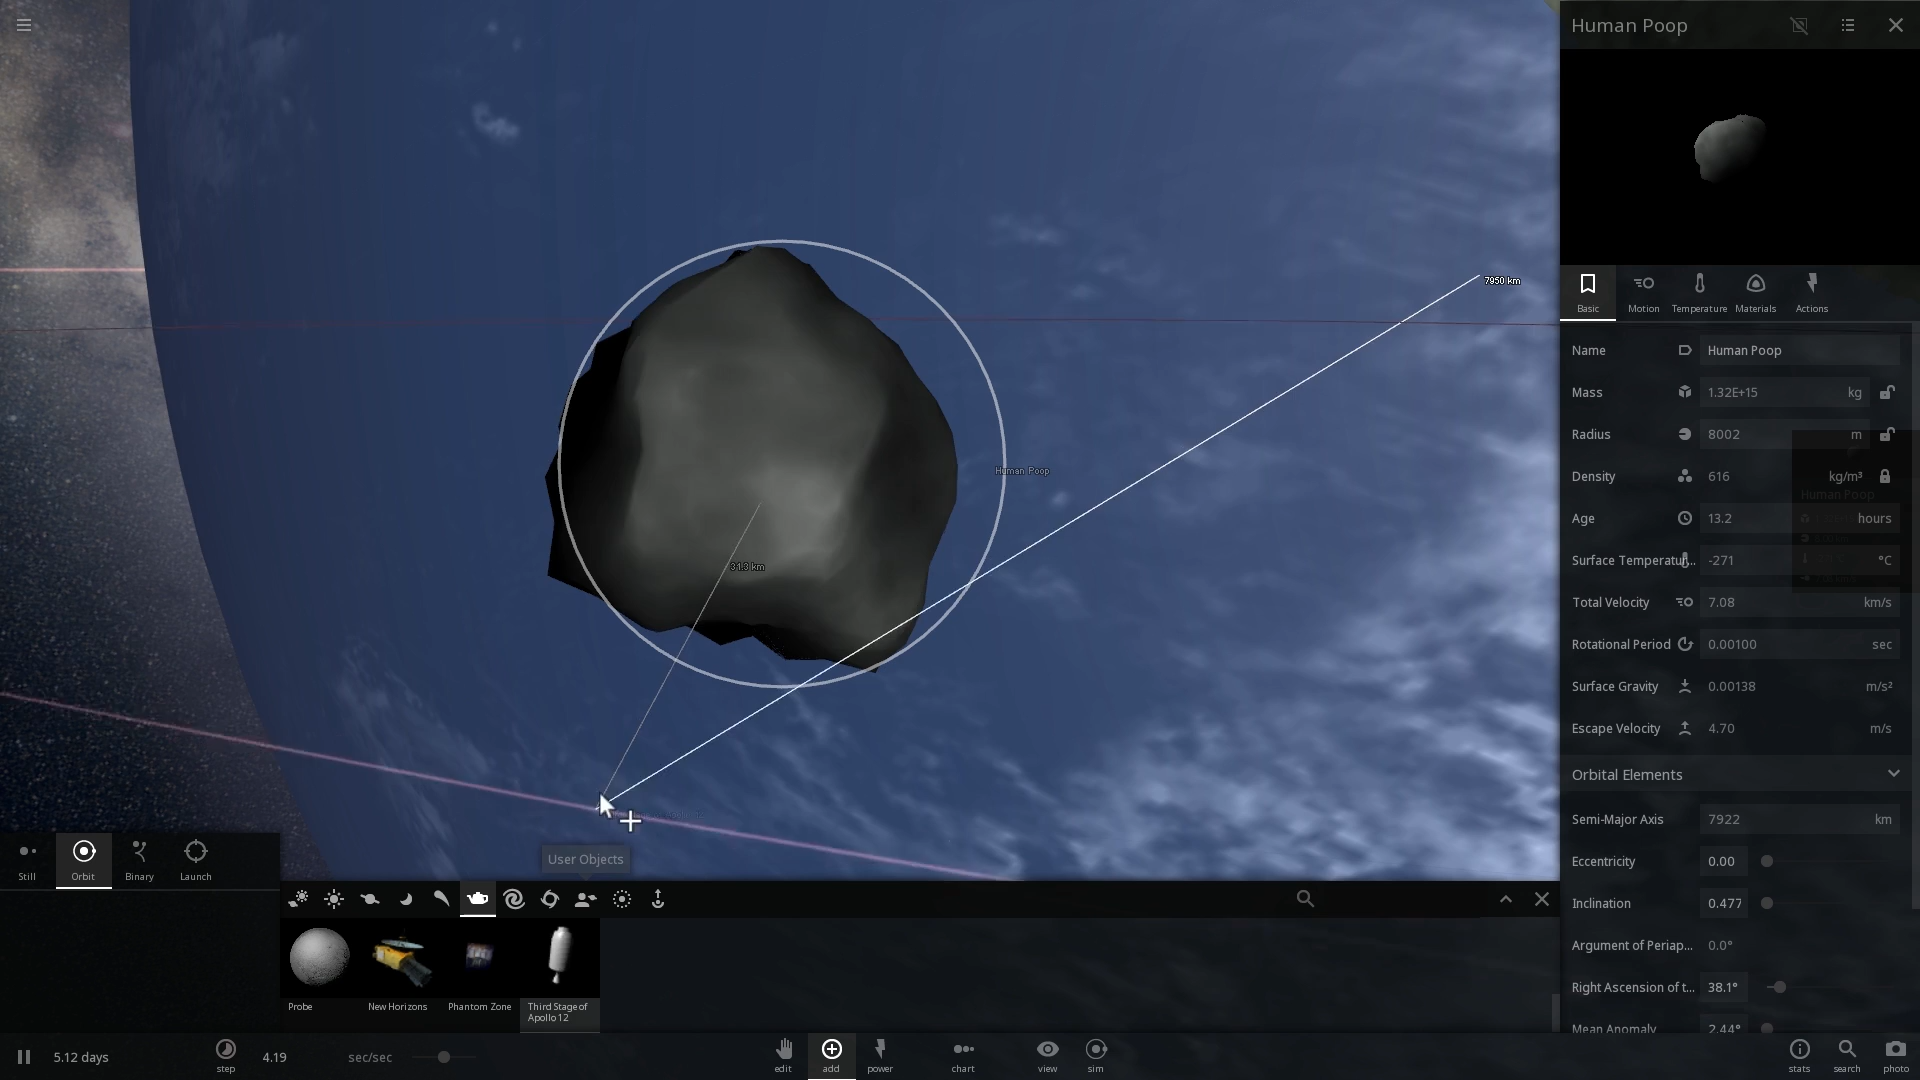 Human Poop
7950 km
Basic
Motion
Temperature
Materials
Actions
Name
Human Poop
Mass
1.32E+15
kg
Radius
8002
m
Human Poop
Density
616
kg/m³
Human Poop
Age
13.2
hours
31.3 km
Surface Temperatur...
-271
°C
Total Velocity
7.08
km/s
Rotational Period
0.00100
sec
Surface Gravity
0.00138
m/s²
Escape Velocity
4.70
m/s
Orbital Elements
Semi-Major Axis
7922
km
Eccentricity
0.00
Inclination
0.477
Argument of Periap...
0.0°
Right Ascension of t...
38.1°
Mean Anomaly
2.44°
Still
Orbit
Binary
Launch
User Objects
Probe
New Horizons
Phantom Zone
Third Stage of
Apollo 12
5.12 days
step
4.19
sec/sec
edit
add
power
chart
view
sim
stats
search
photo